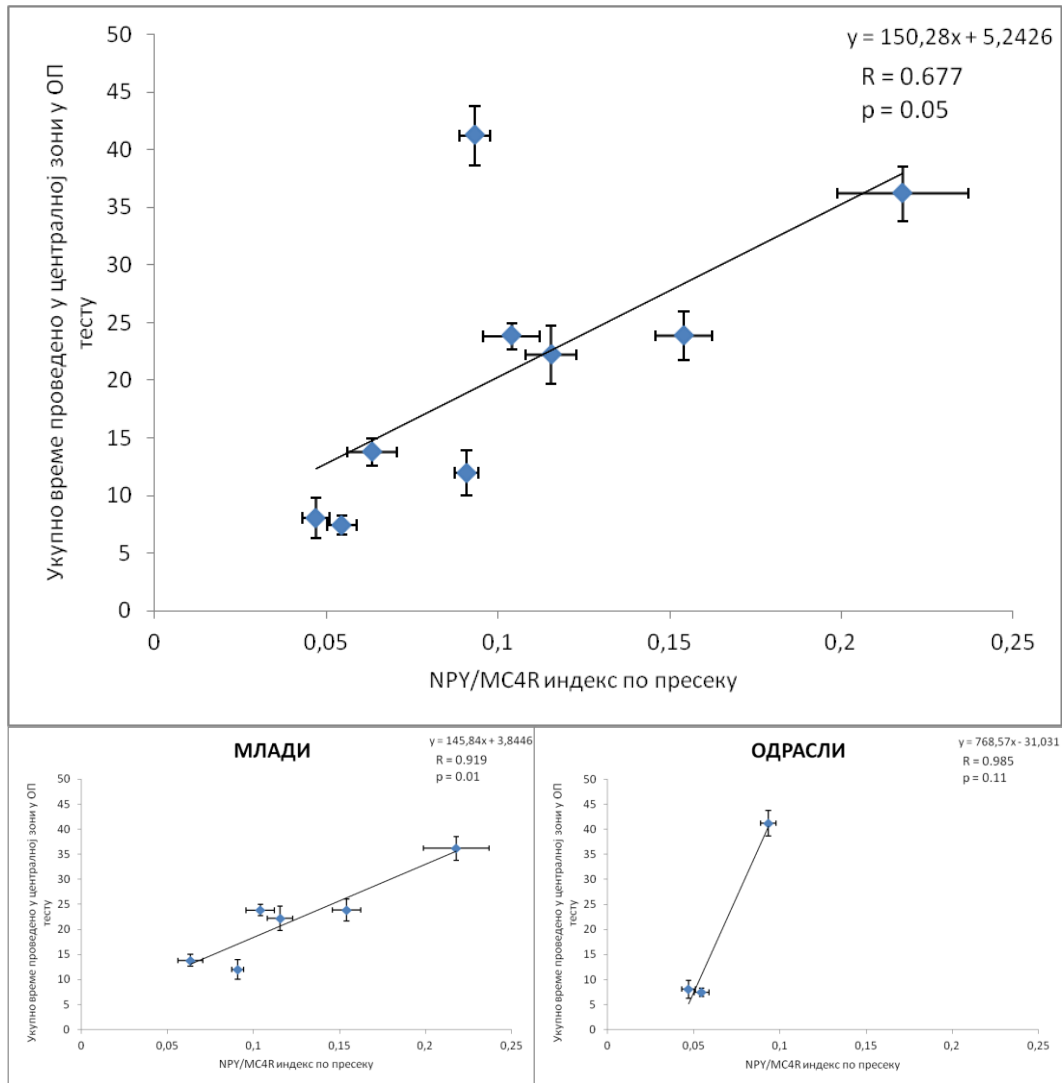 y = 150,28x + 5,2426
R = 0.677
p = 0.05
50
45
40
35
30
25
20
15
10
5
0
Укупно време проведено у централној зони у ОП
тесту
0
0,05
0,1
0,15
0,2
0,25
NPY/MC4R индекс по пресеку
МЛАДИ
y = 145,84x + 3,8446
R = 0.919
p = 0.01
50
45
40
35
30
25
20
15
10
5
0
Укупно време проведено у централној зони у ОП
тесту
0
0,05
0,1
0,15
0,2
0,25
NPY/MC4R индекс по пресеку
ОДРАСЛИ
y = 768,57x - 31,031
R = 0.985
p = 0.11
50
45
40
35
30
25
20
15
10
5
0
Укупно време проведено у централној зони у ОП
тесту
0
0,05
0,1
0,15
0,2
0,25
NPY/MC4R индекс по пресеку